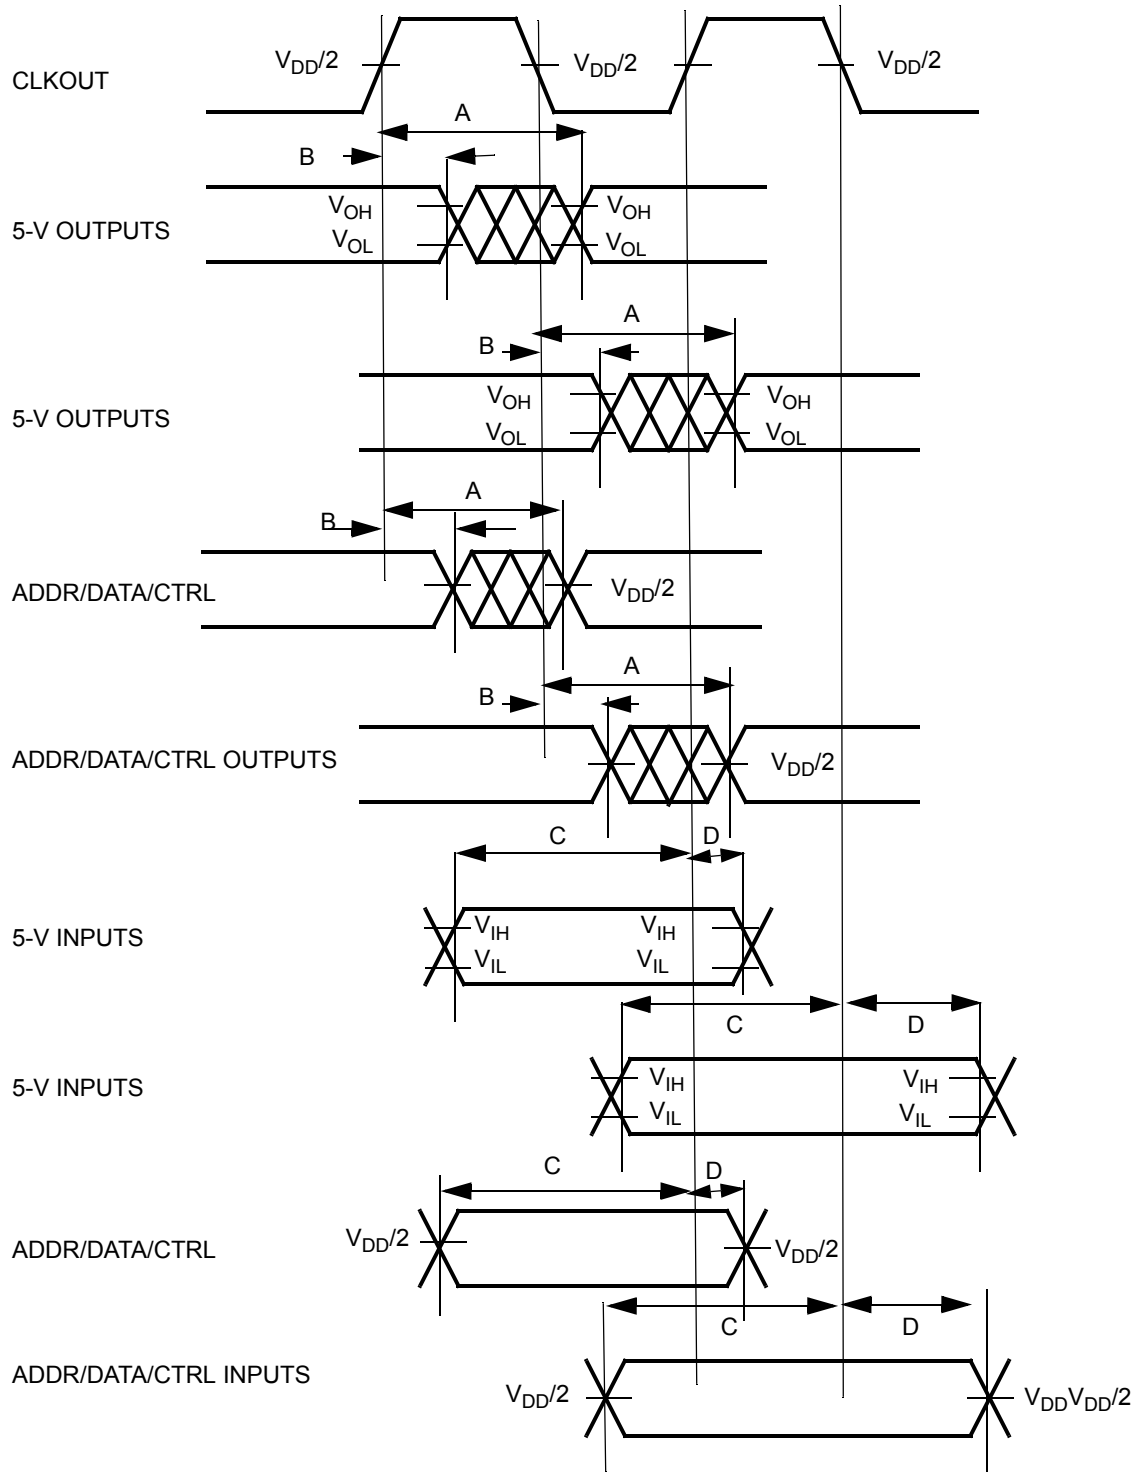 V_DD/2 V_DD/2 V_DD/2
CLKOUT
A
B
V_OH V_OH
5-V OUTPUTS
V_OL V_OL
A
B
V_OH V_OH
5-V OUTPUTS
V_OL V_OL
A
B
ADDR/DATA/CTRL V_DD/2
A
B
ADDR/DATA/CTRL OUTPUTS V_DD/2
C D
V_IH V_IH
5-V INPUTS
V_IL V_IL
C D
V_IH V_IH
5-V INPUTS
V_IL V_IL
C D
ADDR/DATA/CTRL V_DD/2 V_DD/2
C D
ADDR/DATA/CTRL INPUTS
V_DD/2 V_DDV_DD/2